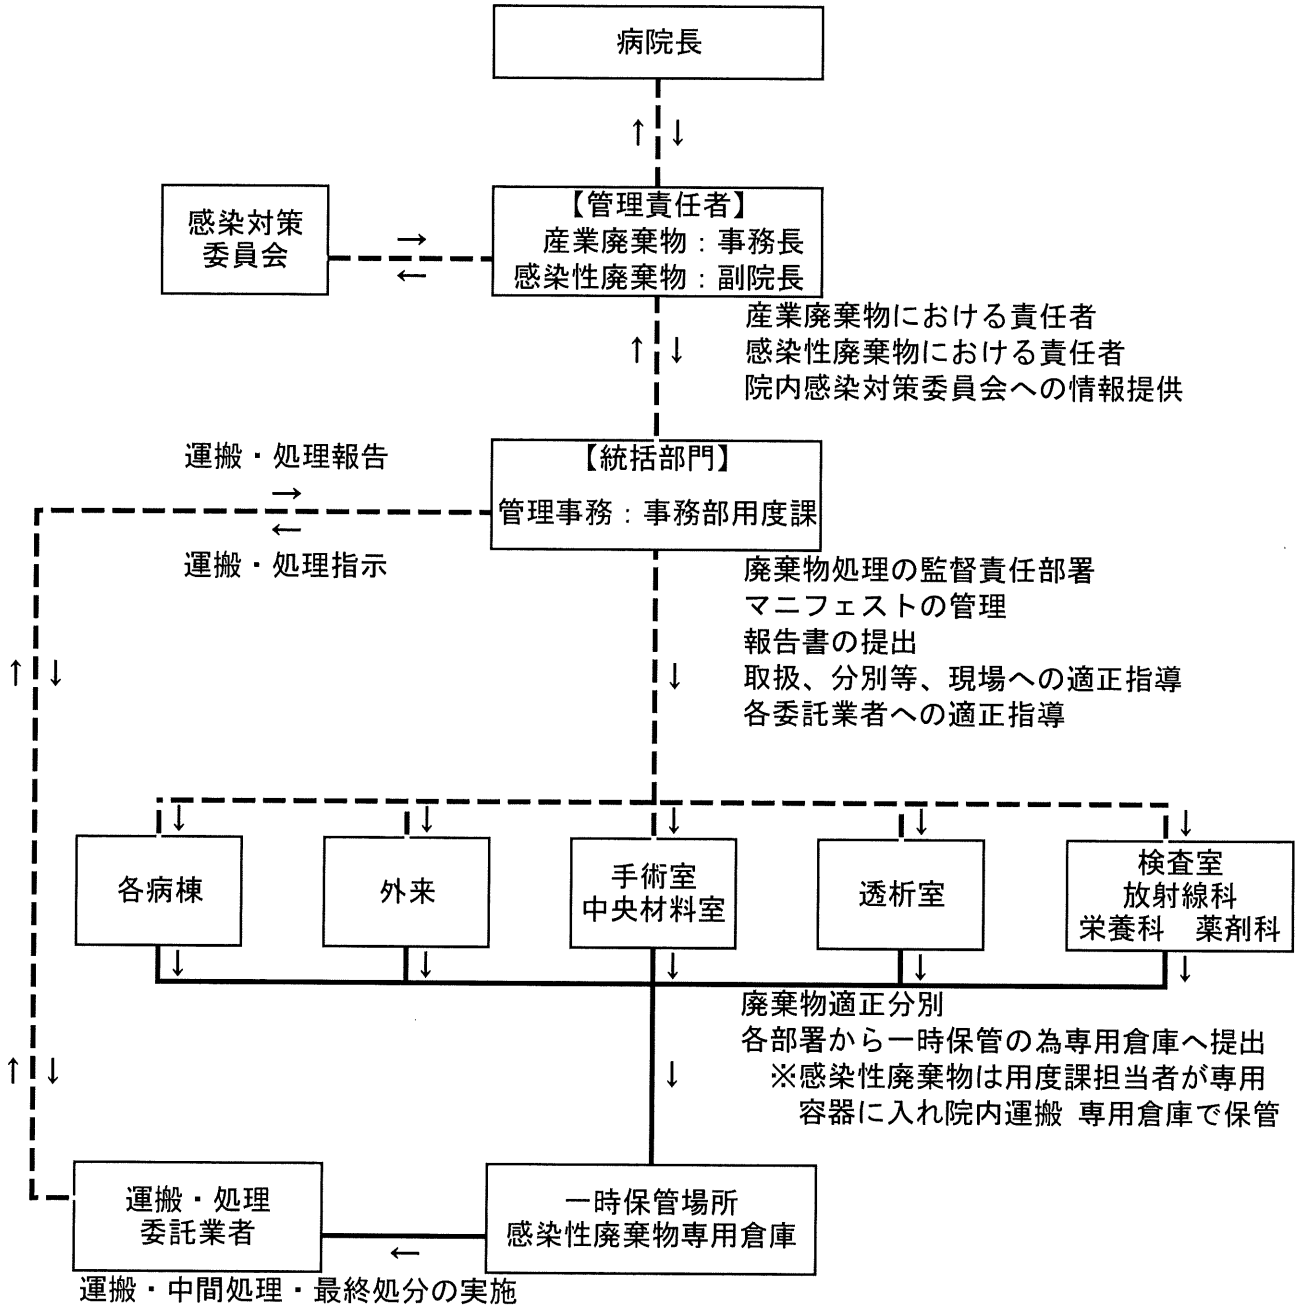 病院長
↑ ↓
感染対策
委員会
→
←
【管理責任者】
産業廃棄物：事務長
感染性廃棄物：副院長
↑ ↓
産業廃棄物における責任者
感染性廃棄物における責任者
院内感染対策委員会への情報提供
運搬・処理報告
→
←
運搬・処理指示
【統括部門】
管理事務：事務部用度課
廃棄物処理の監督責任部署
マニフェストの管理
報告書の提出
取扱、分別等、現場への適正指導
各委託業者への適正指導
↑ ↓
↓
↓ ↓ ↓ ↓ ↓
各病棟
外来
手術室
中央材料室
透析室
検査室
放射線科
栄養科　薬剤科
↓ ↓ ↓ ↓ ↓
廃棄物適正分別
各部署から一時保管の為専用倉庫へ提出
※感染性廃棄物は用度課担当者が専用
容器に入れ院内運搬 専用倉庫で保管
↑ ↓
↓
運搬・処理
委託業者
←
一時保管場所
感染性廃棄物専用倉庫
運搬・中間処理・最終処分の実施